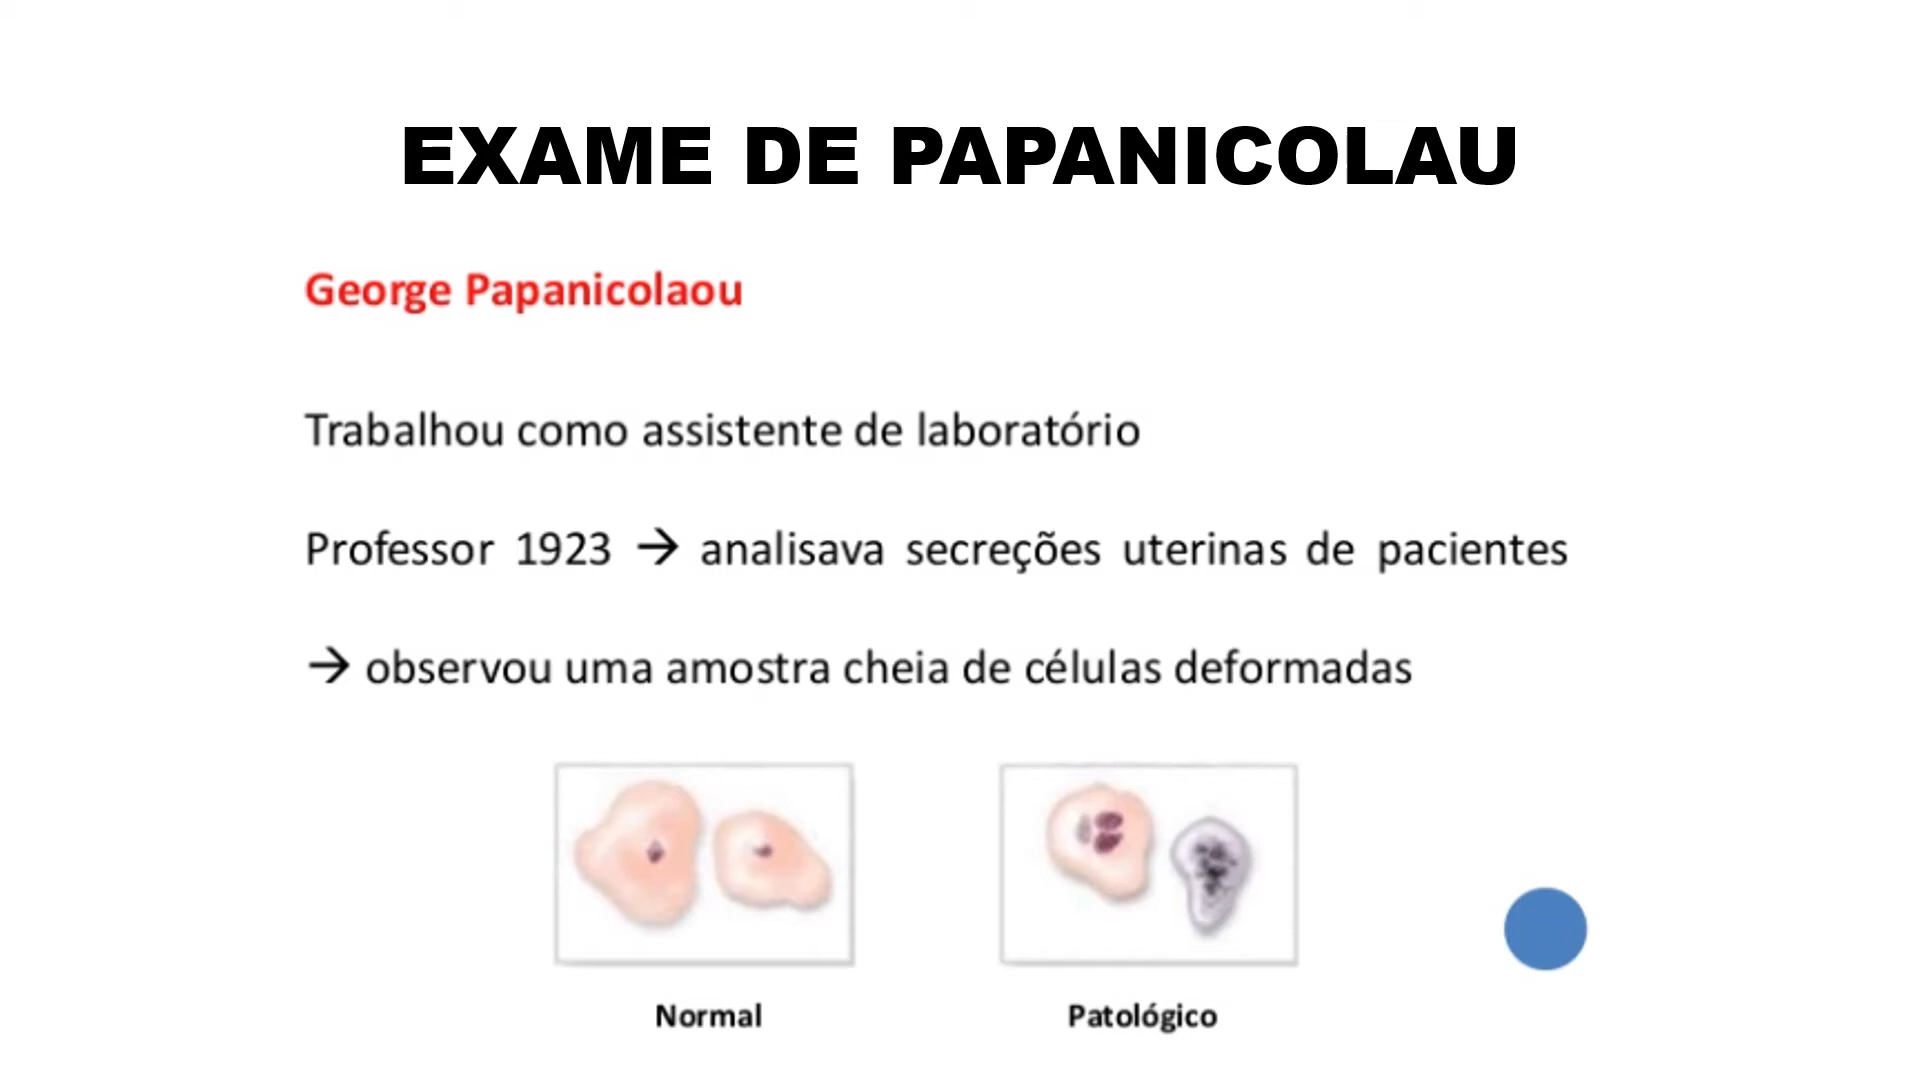 EXAME DE PAPANICOLAU
George Papanicolaou
Trabalhou como assistente de laboratório
Professor 1923 → analisava secreções uterinas de pacientes
→ observou uma amostra cheia de células deformadas
Normal
Patológico